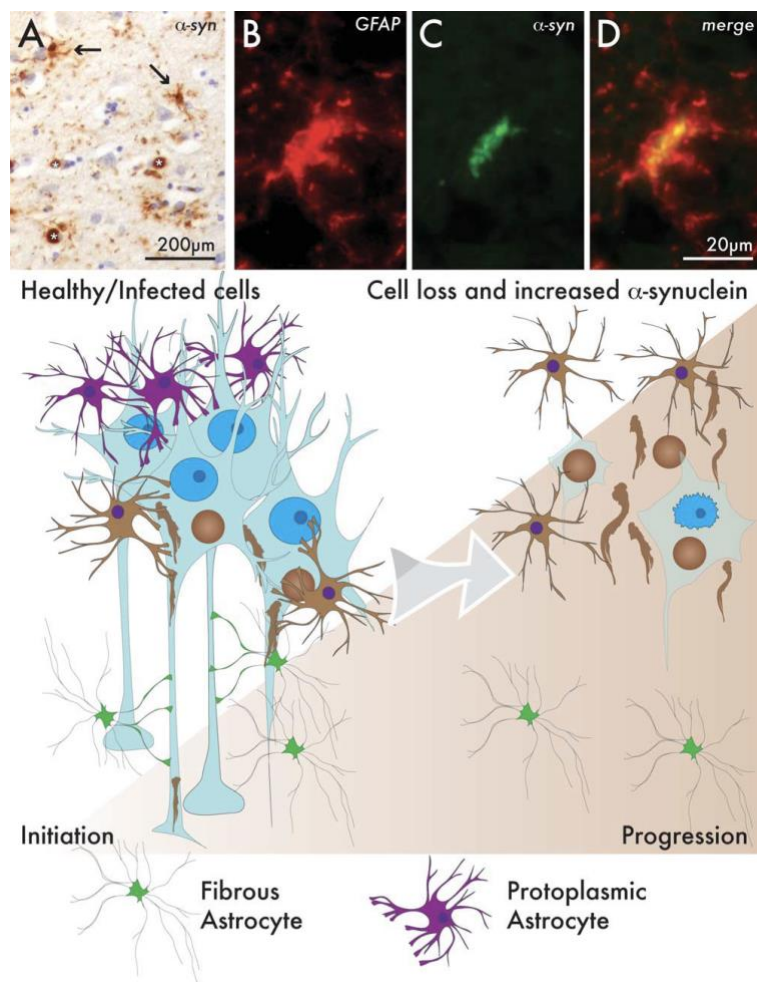 A α-syn
B GFAP
C α-syn
D merge
* *
*
200μm
20μm
Healthy/Infected cells
Cell loss and increased α-synuclein
Initiation
Progression
Fibrous
Astrocyte
Protoplasmic
Astrocyte